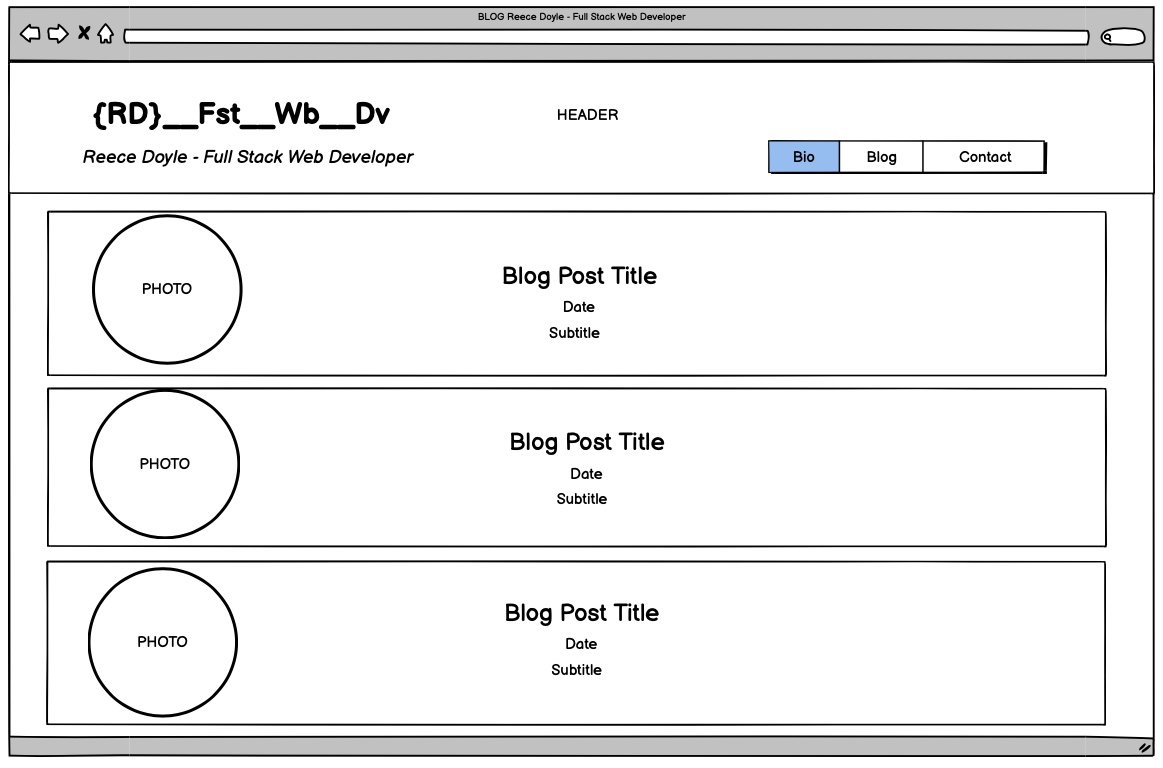 BLOG Reece Doyle - Full Stack Web Developer
{RD}__Fst__Wb__Dv
HEADER
Reece Doyle - Full Stack Web Developer
Bio Blog Contact
PHOTO
Blog Post Title
Date
Subtitle
PHOTO
Blog Post Title
Date
Subtitle
PHOTO
Blog Post Title
Date
Subtitle